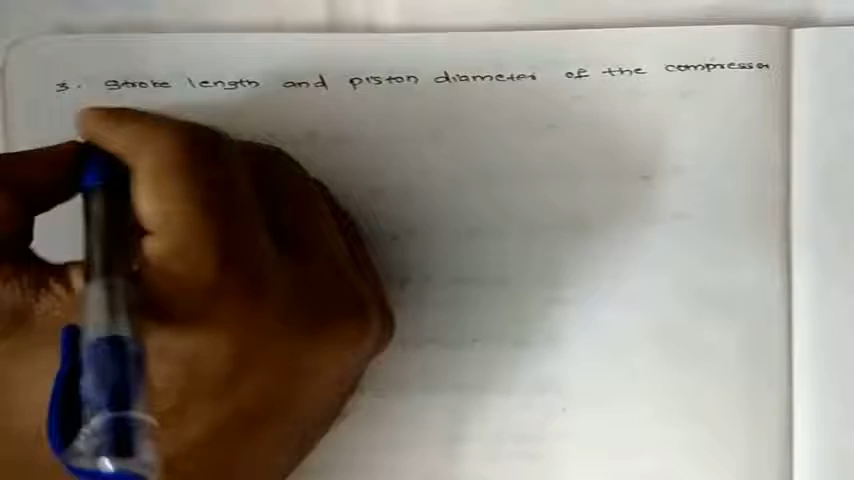 3. Stroke length and piston diameter of the compressor